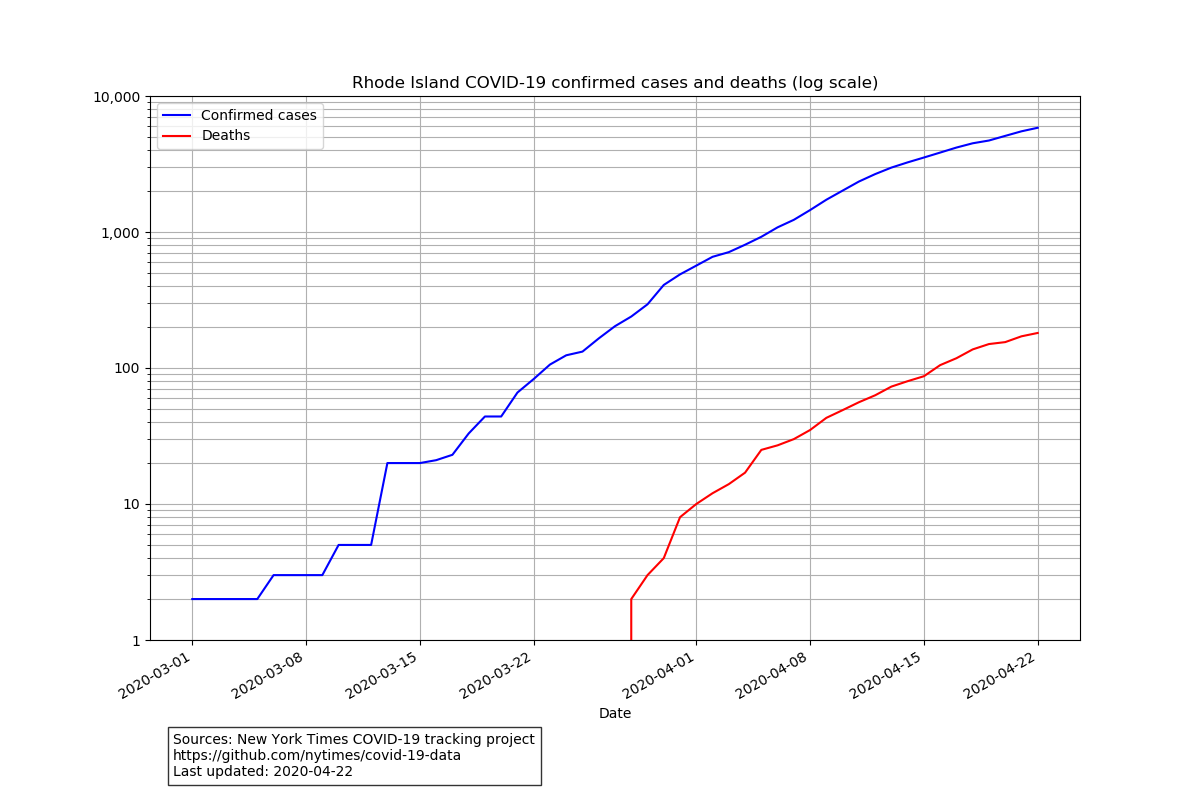 Rhode Island COVID-19 confirmed cases and deaths (log scale)
10,000
Confirmed cases
Deaths
1,000
100
10
1
2020-03-01
2020-03-08
2020-03-15
2020-03-22
2020-04-01
2020-04-08
2020-04-15
2020-04-22
Date
Sources: New York Times COVID-19 tracking project
https://github.com/nytimes/covid-19-data
Last updated: 2020-04-22